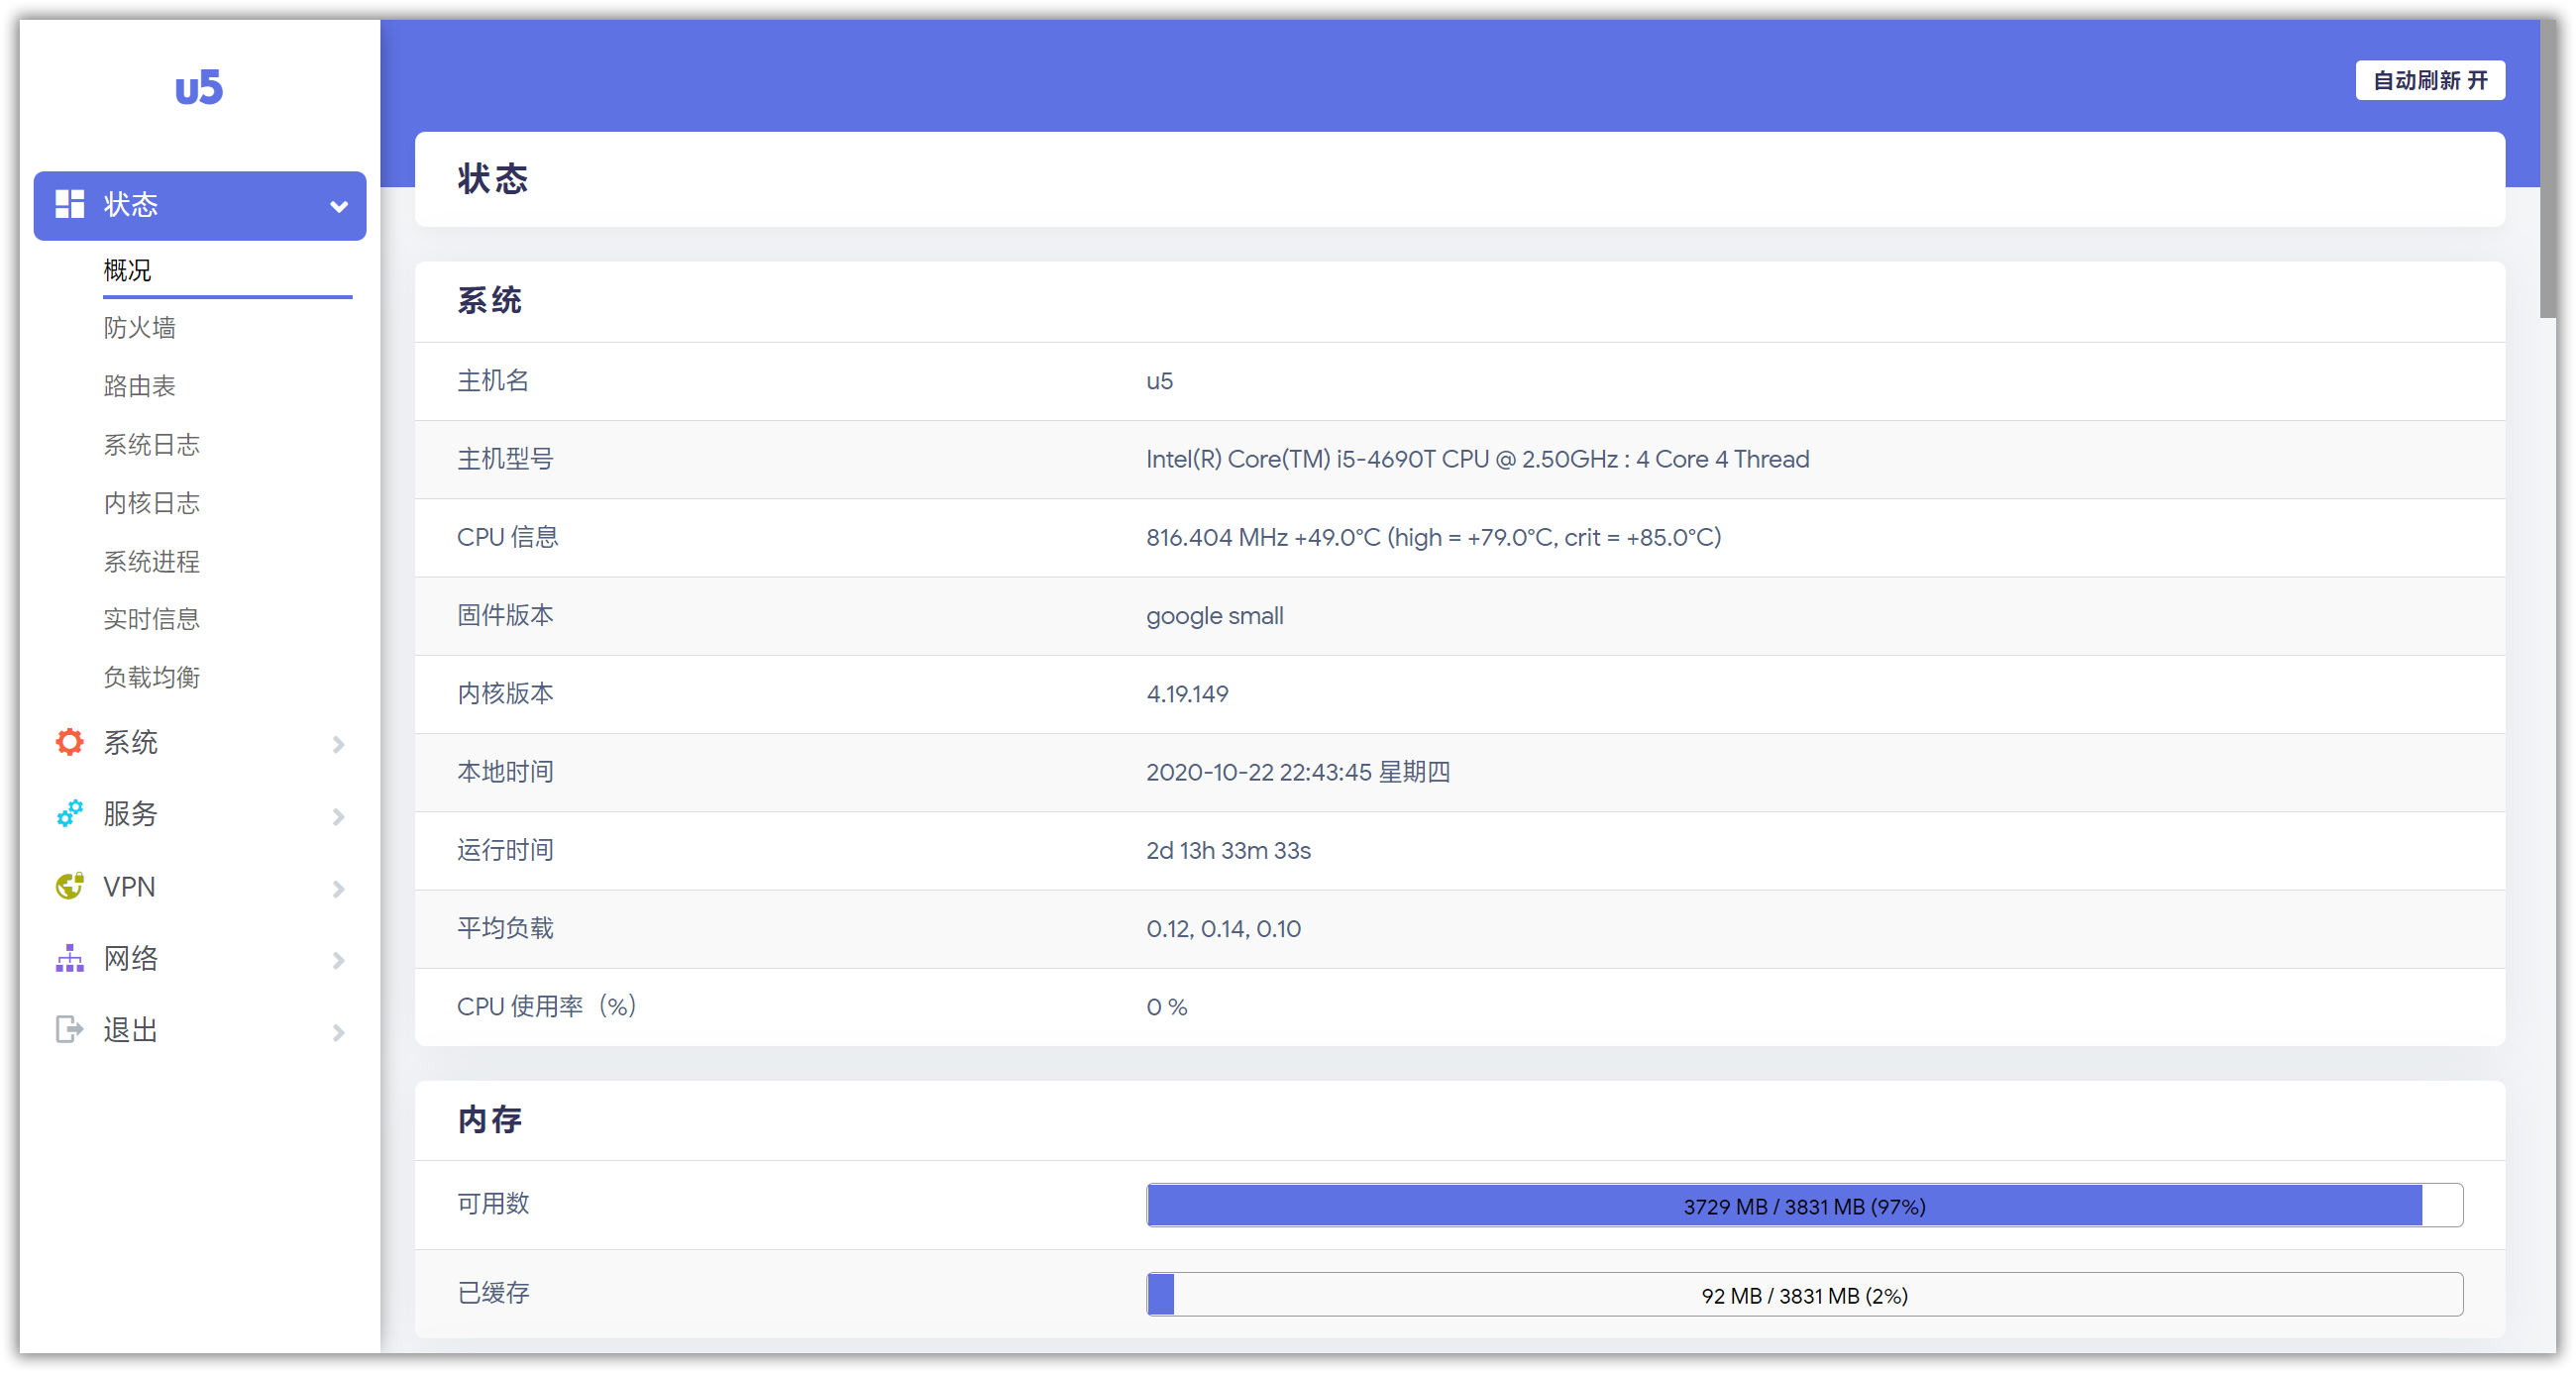 u5
自动刷新 开
状态
概况
防火墙
路由表
系统日志
内核日志
系统进程
实时信息
负载均衡
系统
服务
VPN
网络
退出
状态
系统
主机名 u5
主机型号 Intel(R) Core(TM) i5-4690T CPU @ 2.50GHz : 4 Core 4 Thread
CPU 信息 816.404 MHz +49.0°C (high = +79.0°C, crit = +85.0°C)
固件版本 google small
内核版本 4.19.149
本地时间 2020-10-22 22:43:45 星期四
运行时间 2d 13h 33m 33s
平均负载 0.12, 0.14, 0.10
CPU 使用率（%） 0 %
内存
可用数 3729 MB / 3831 MB (97%)
已缓存 92 MB / 3831 MB (2%)